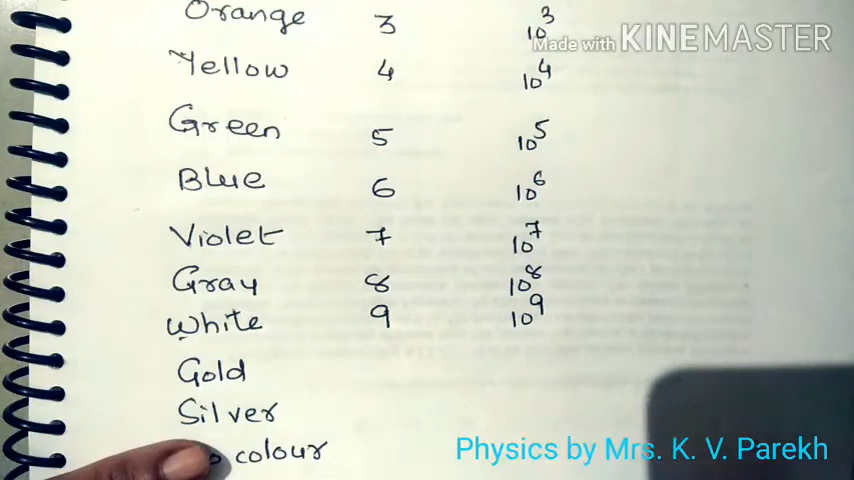 Orange 3 10³
Made with KINEMASTER
Yellow 4 10⁴
Green 5 10⁵
Blue 6 10⁶
Violet 7 10⁷
Gray 8 10⁸
White 9 10⁹
Gold
Silver
colour
Physics by Mrs. K. V. Parekh